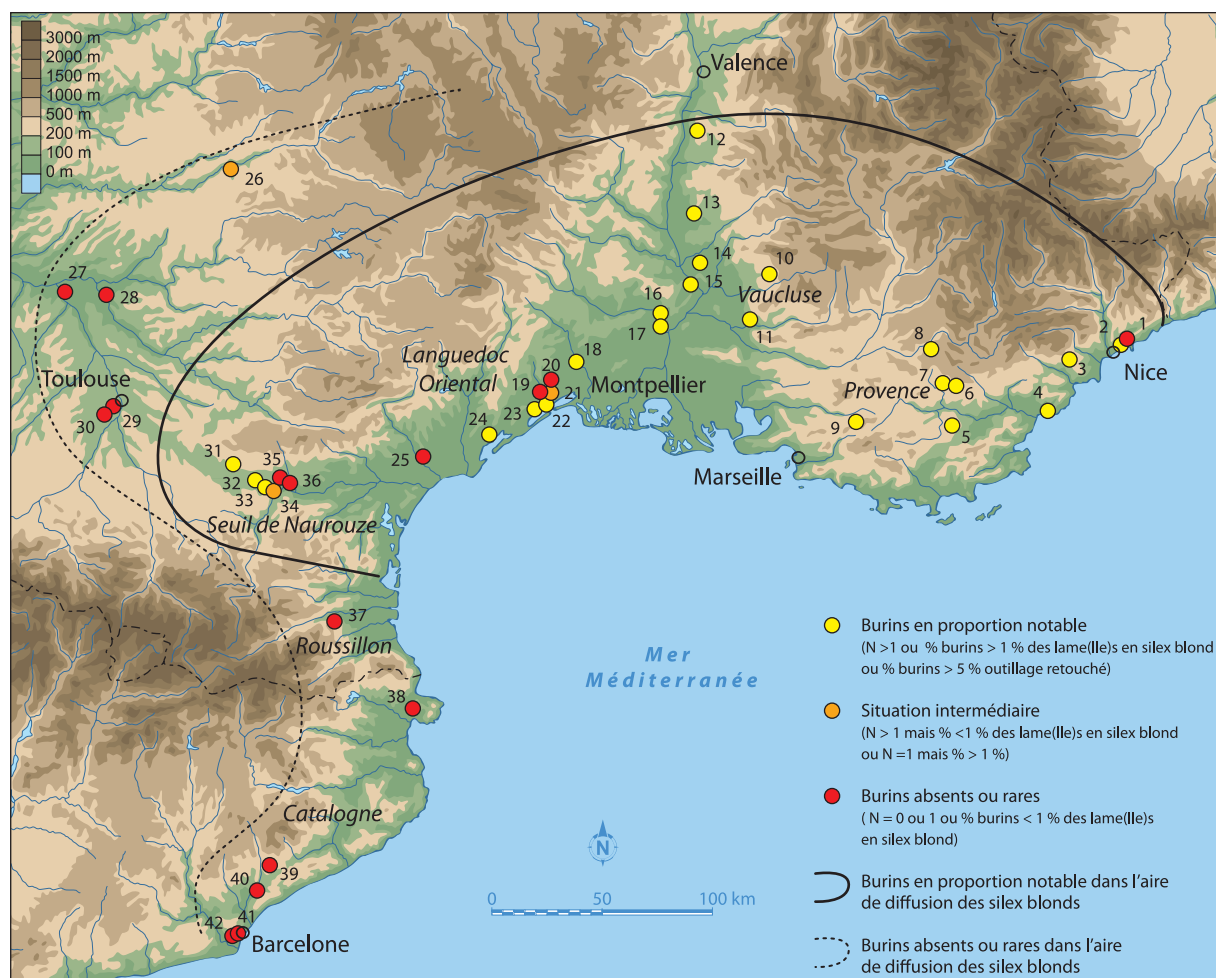 3000 m
2000 m
1500 m
1000 m
500 m
200 m
100 m
0 m
Valence
12
26
13
27
28
14
10
15
Vaucluse
16
17
11
2
1
8
Languedoc
Oriental
18
20
19
21
Montpellier
7
Provence
6
3
Nice
Toulouse
4
23
22
30
29
24
9
5
31
35
25
36
Marseille
32
33
34
Seuil de Naurouze
37
Roussillon
Mer
Méditerranée
38
Catalogne
39
40
41
42
Barcelone
N
0
50
100 km
Burins en proportion notable
(N >1 ou % burins > 1 % des lame(lle)s en silex blond
ou % burins > 5 % outillage retouché)
Situation intermédiaire
(N > 1 mais % <1 % des lame(lle)s en silex blond
ou N =1 mais % > 1 %)
Burins absents ou rares
( N = 0 ou 1 ou % burins < 1 % des lame(lle)s
en silex blond)
Burins en proportion notable dans l'aire
de diffusion des silex blonds
Burins absents ou rares dans l'aire
de diffusion des silex blonds